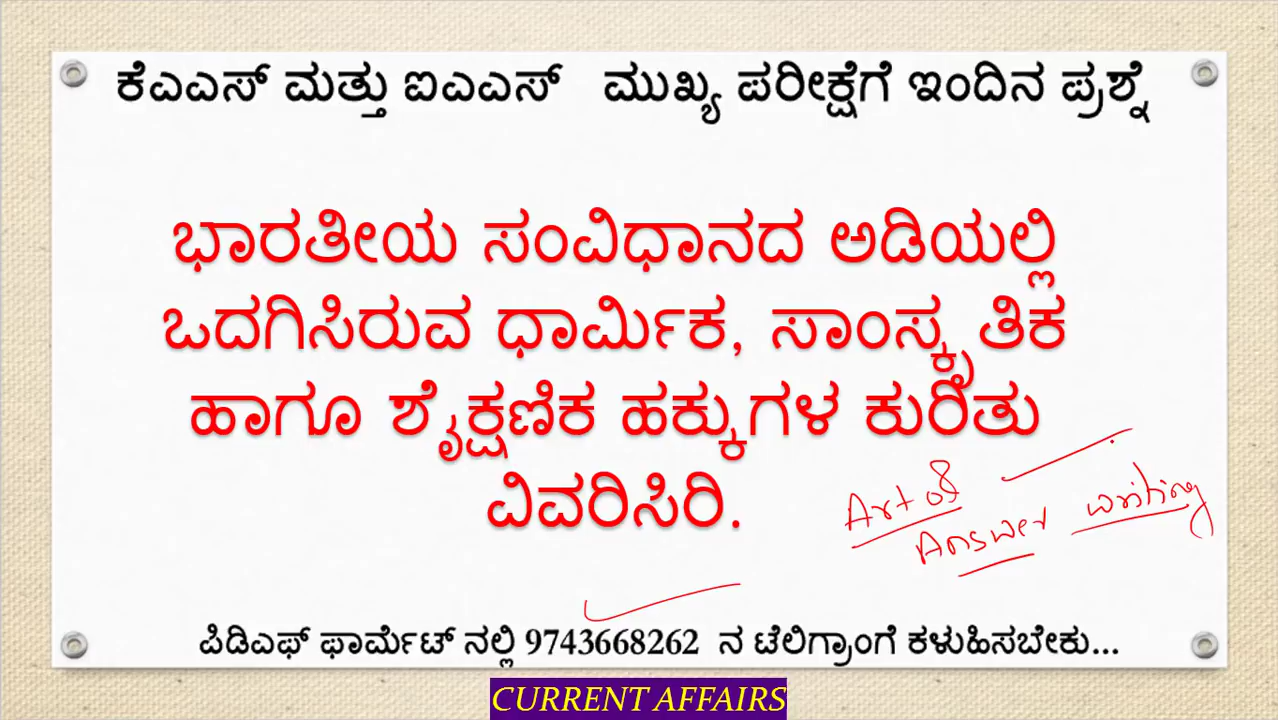 ಕೆಎಎಸ್ ಮತ್ತು ಐಎಎಸ್ ಮುಖ್ಯ ಪರೀಕ್ಷೆಗೆ ಇಂದಿನ ಪ್ರಶ್ನೆ
ಭಾರತೀಯ ಸಂವಿಧಾನದ ಅಡಿಯಲ್ಲಿ
ಒದಗಿಸಿರುವ ಧಾರ್ಮಿಕ, ಸಾಂಸ್ಕೃತಿಕ
ಹಾಗೂ ಶೈಕ್ಷಣಿಕ ಹಕ್ಕುಗಳ ಕುರಿತು
ವಿವರಿಸಿರಿ.
Art of
Answer writing
ಪಿಡಿಎಫ್ ಫಾರ್ಮೆಟ್ ನಲ್ಲಿ 9743668262 ನ ಟೆಲಿಗ್ರಾಂಗೆ ಕಳುಹಿಸಬೇಕು...
CURRENT AFFAIRS